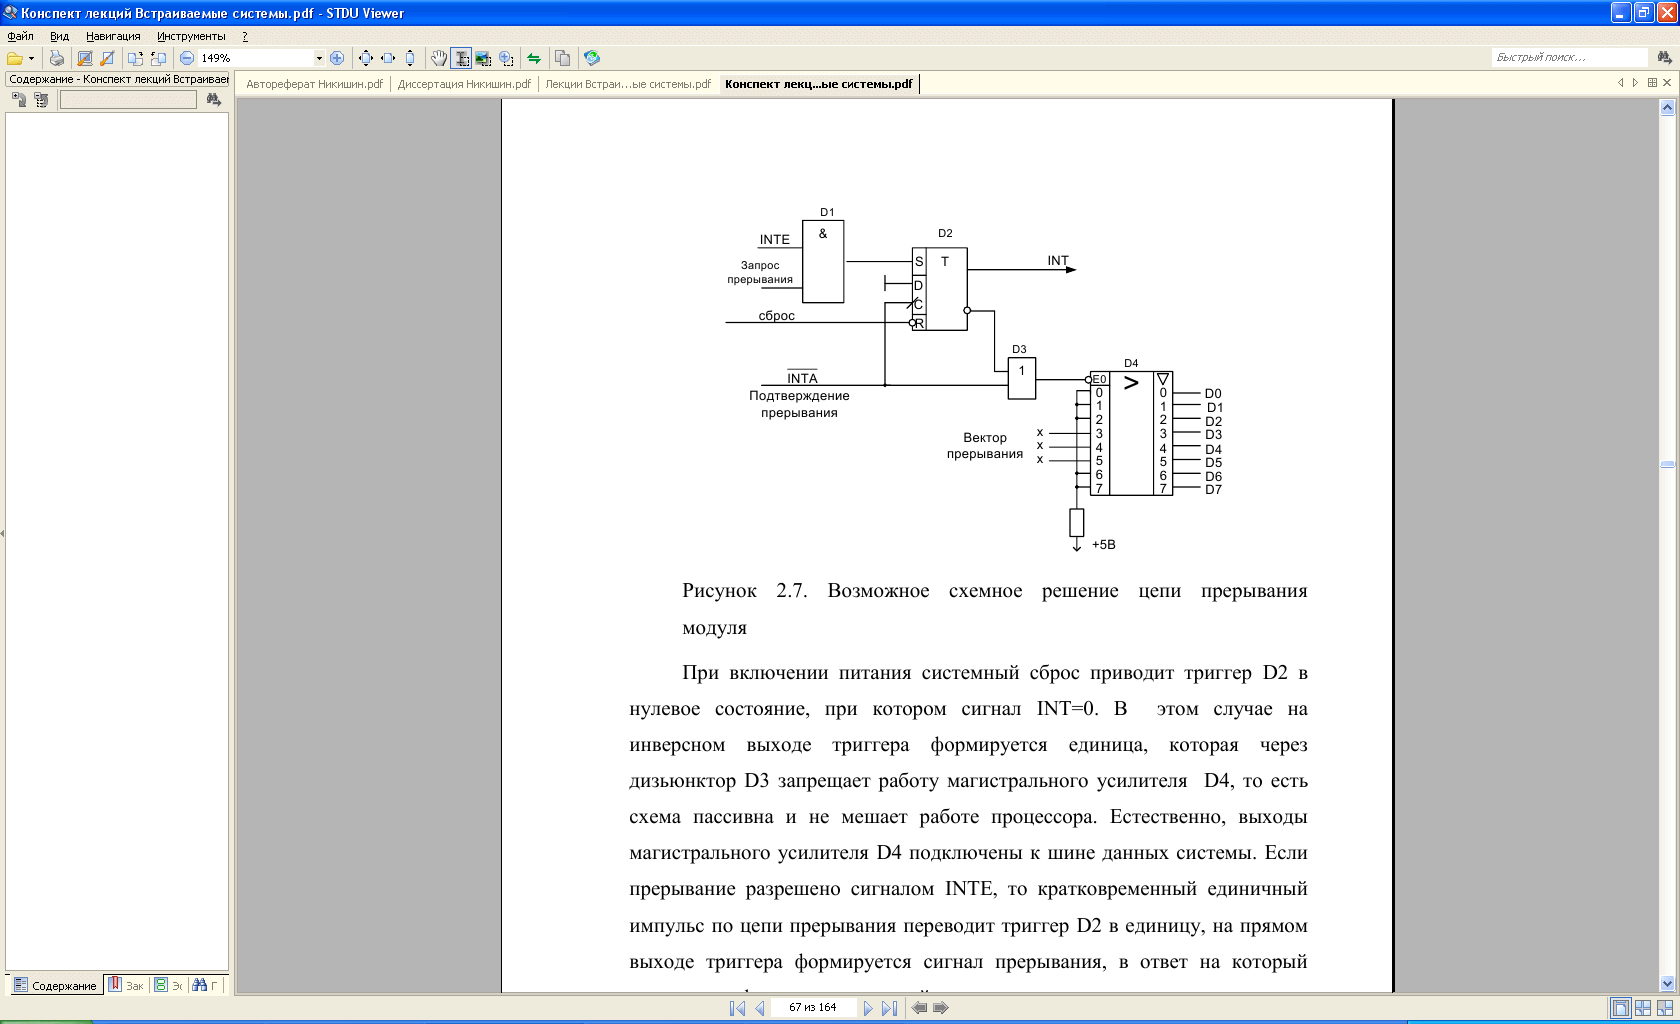 Конспект лекций Встраиваемые системы.pdf - STDU Viewer
Файл Вид Навигация Инструменты ?
149%
Быстрый поиск...
Содержание - Конспект лекций Встраивае
Автореферат Никишин.pdf Диссертация Никишин.pdf Лекции Встраи...ые системы.pdf Конспект лекц...ые системы.pdf
D1
&
INTE
Запрос
прерывания
сброс
D2
S T
D
C
R
INT
INTA
Подтверждение
прерывания
D3
1
D4
E0 >
0 0 D0
1 1 D1
2 2 D2
x 3 3 D3
x 4 4 D4
x 5 5 D5
6 6 D6
7 7 D7
Вектор
прерывания
+5В
Рисунок 2.7. Возможное схемное решение цепи прерывания
модуля
При включении питания системный сброс приводит триггер D2 в
нулевое состояние, при котором сигнал INT=0. В этом случае на
инверсном выходе триггера формируется единица, которая через
дизьюнктор D3 запрещает работу магистрального усилителя D4, то есть
схема пассивна и не мешает работе процессора. Естественно, выходы
магистрального усилителя D4 подключены к шине данных системы. Если
прерывание разрешено сигналом INTE, то кратковременный единичный
импульс по цепи прерывания переводит триггер D2 в единицу, на прямом
выходе триггера формируется сигнал прерывания, в ответ на который
Содержание Зак Эс Г
67 из 164